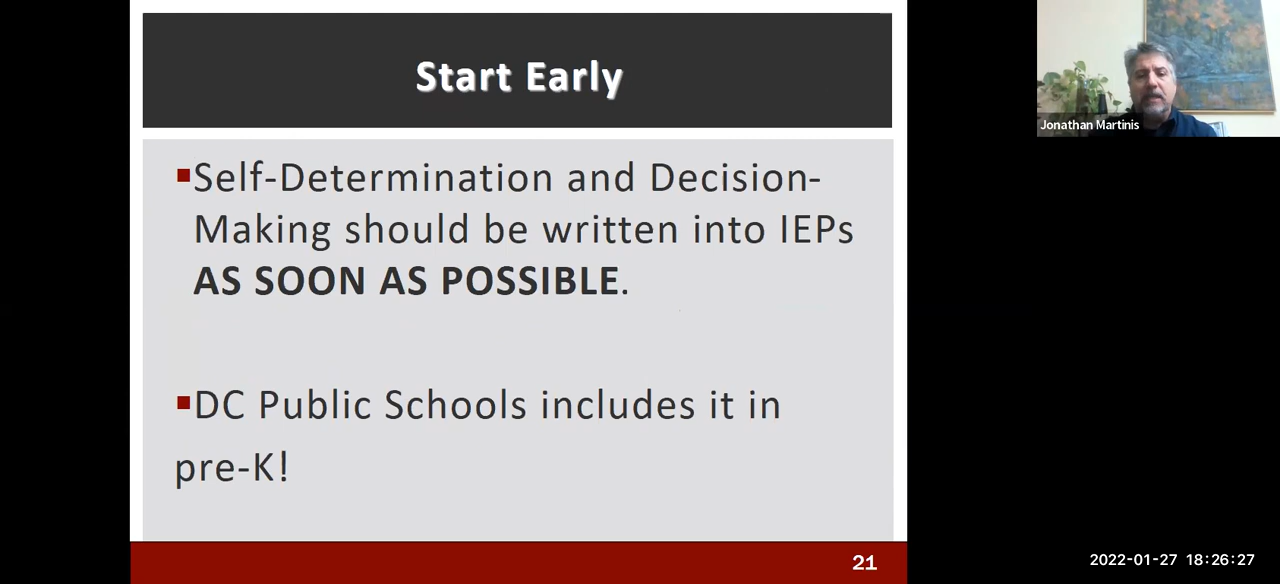 Start Early
Jonathan Martinis
▪Self-Determination and Decision-
Making should be written into IEPs
AS SOON AS POSSIBLE.
▪DC Public Schools includes it in
pre-K!
21
2022-01-27 18:26:27